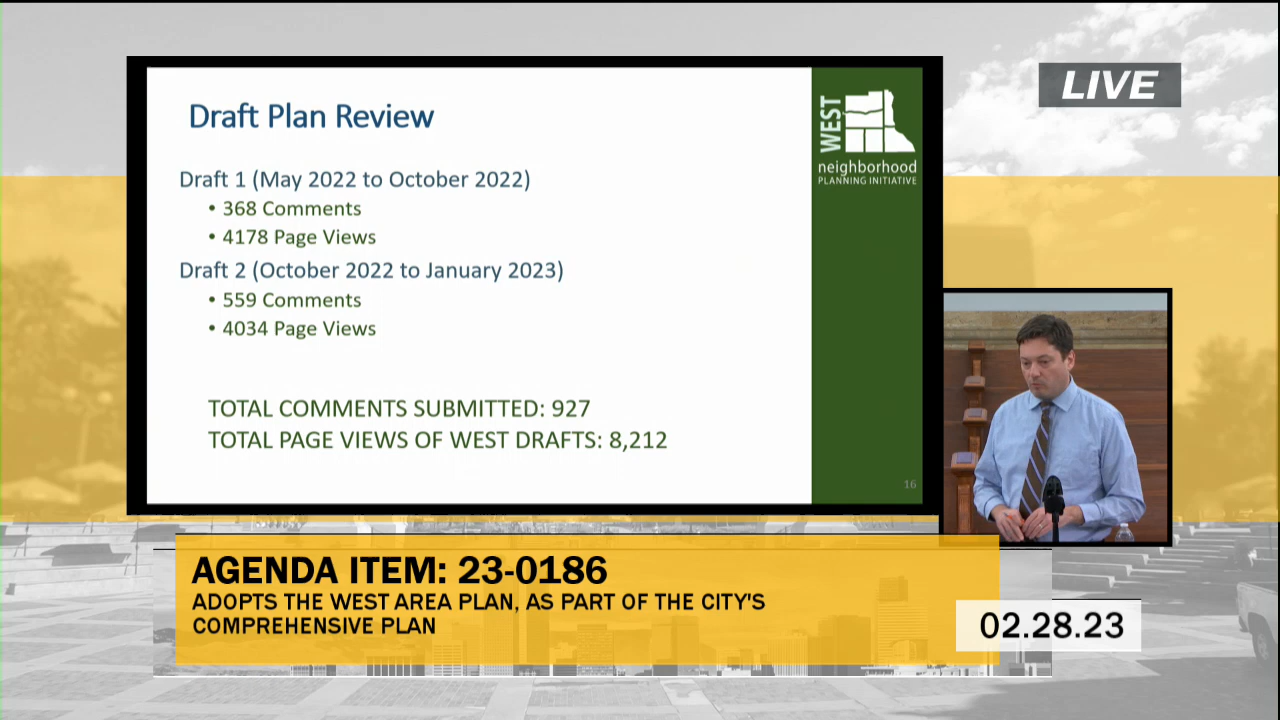 Draft Plan Review
Draft 1 (May 2022 to October 2022)
• 368 Comments
• 4178 Page Views
Draft 2 (October 2022 to January 2023)
• 559 Comments
• 4034 Page Views
TOTAL COMMENTS SUBMITTED: 927
TOTAL PAGE VIEWS OF WEST DRAFTS: 8,212
WEST
neighborhood
PLANNING INITIATIVE
16
LIVE
AGENDA ITEM: 23-0186
ADOPTS THE WEST AREA PLAN, AS PART OF THE CITY'S
COMPREHENSIVE PLAN
02.28.23